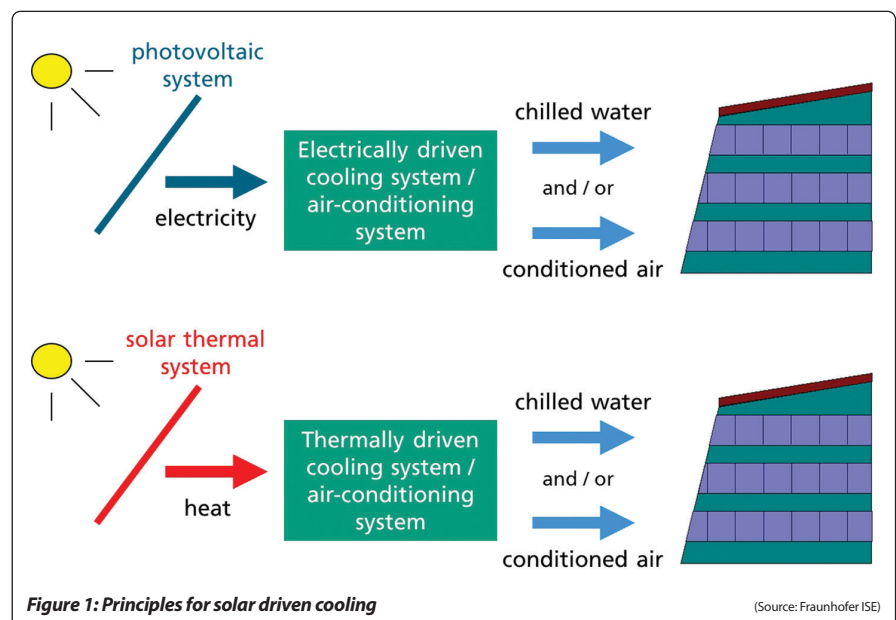 photovoltaic
system
electricity
Electrically driven
cooling system /
air-conditioning
system
chilled water
and / or
conditioned air
solar thermal
system
heat
Thermally driven
cooling system /
air-conditioning
system
chilled water
and / or
conditioned air
Figure 1: Principles for solar driven cooling
(Source: Fraunhofer ISE)